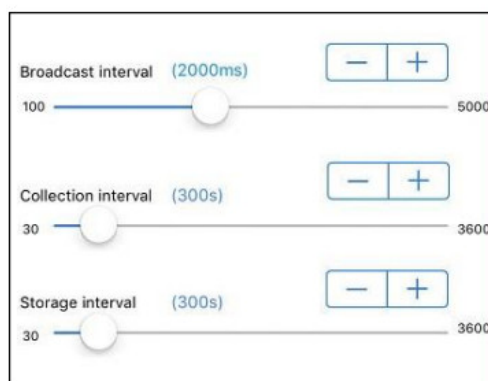 Broadcast interval (2000ms) − +
100 5000
Collection interval (300s) − +
30 3600
Storage interval (300s) − +
30 3600